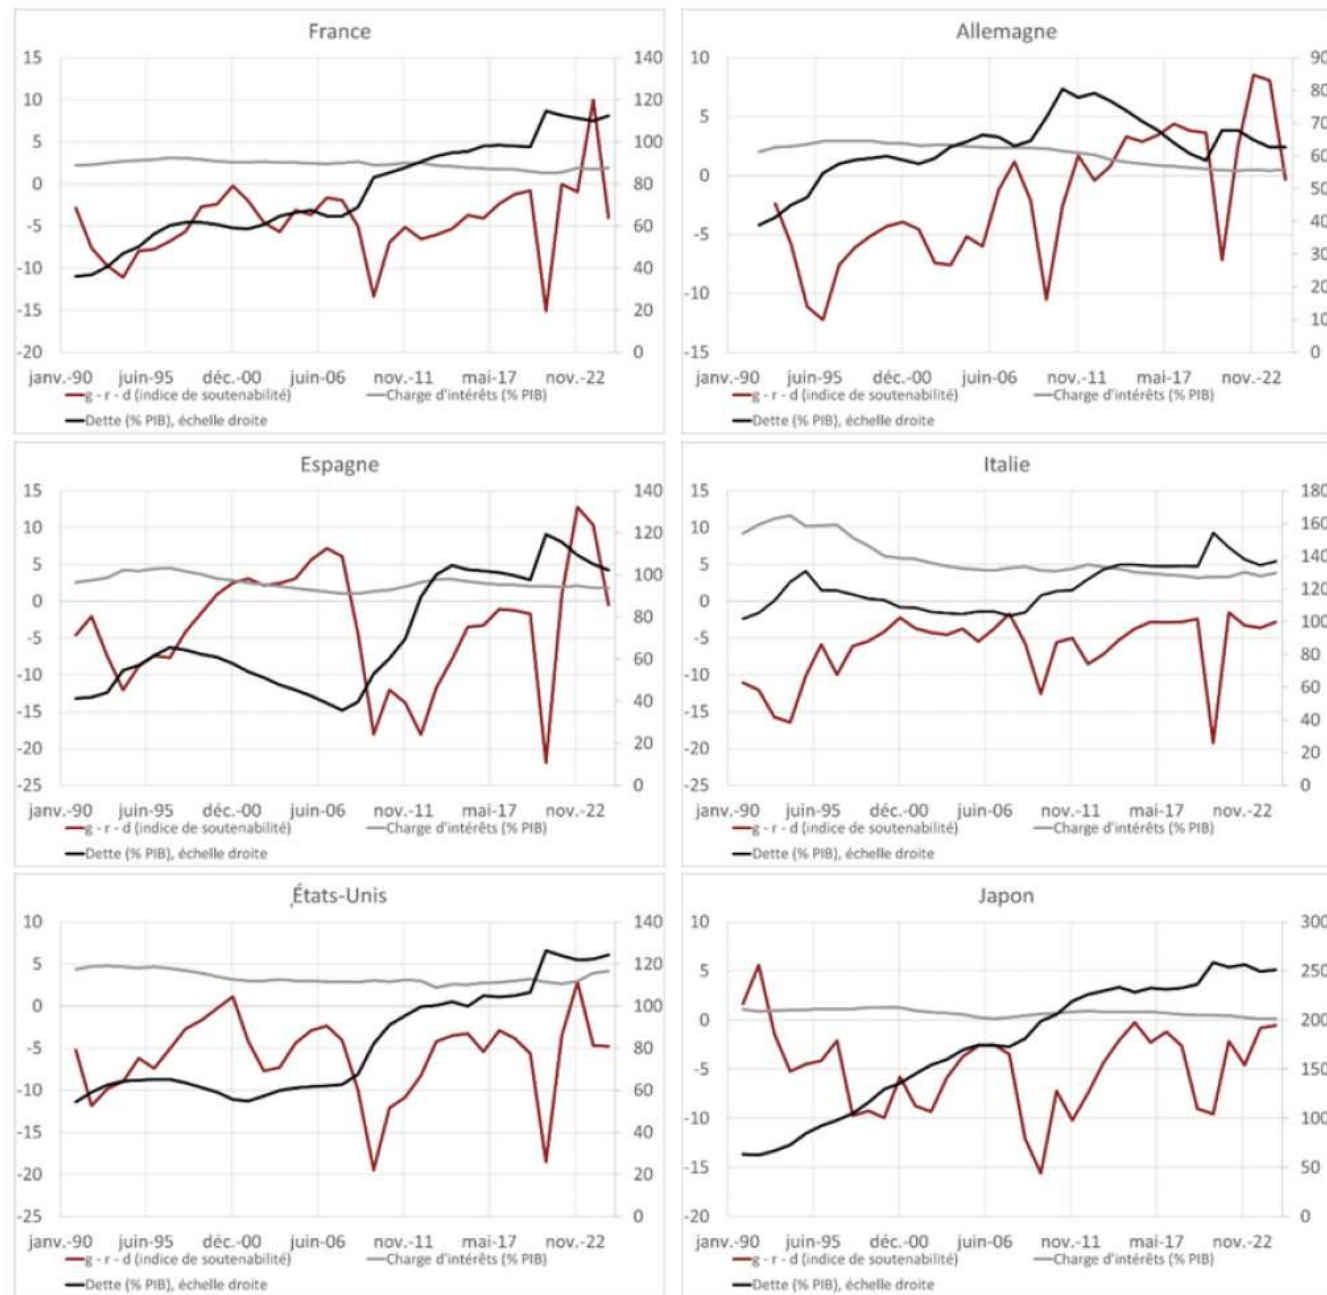 France
15 140
10 120
5 100
0 80
-5 60
-10 40
-15 20
-20 0
janv.-90 juin-95 déc.-00 juin-06 nov.-11 mai-17 nov.-22
g - r - d (indice de soutenabilité) Charge d'intérêts (% PIB)
Dette (% PIB), échelle droite
Allemagne
10 90
80
5 70
60
0 50
-5 40
30
-10 20
10
-15 0
janv.-90 juin-95 déc.-00 juin-06 nov.-11 mai-17 nov.-22
g - r - d (indice de soutenabilité) Charge d'intérêts (% PIB)
Dette (% PIB), échelle droite
Espagne
15 140
10 120
5 100
0 80
-5
-10 60
-15 40
-20 20
-25 0
janv.-90 juin-95 déc.-00 juin-06 nov.-11 mai-17 nov.-22
g - r - d (indice de soutenabilité) Charge d'intérêts (% PIB)
Dette (% PIB), échelle droite
Italie
15 180
10 160
5 140
0 120
-5 100
80
-10 60
-15 40
-20 20
-25 0
janv.-90 juin-95 déc.-00 juin-06 nov.-11 mai-17 nov.-22
g - r - d (indice de soutenabilité) Charge d'intérêts (% PIB)
Dette (% PIB), échelle droite
États-Unis
10 140
5 120
0 100
-5 80
-10 60
-15 40
-20 20
-25 0
janv.-90 juin-95 déc.-00 juin-06 nov.-11 mai-17 nov.-22
g - r - d (indice de soutenabilité) Charge d'intérêts (% PIB)
Dette (% PIB), échelle droite
Japon
10 300
5 250
0 200
-5 150
-10 100
-15 50
-20 0
janv.-90 juin-95 déc.-00 juin-06 nov.-11 mai-17 nov.-22
g - r - d (indice de soutenabilité) Charge d'intérêts (% PIB)
Dette (% PIB), échelle droite